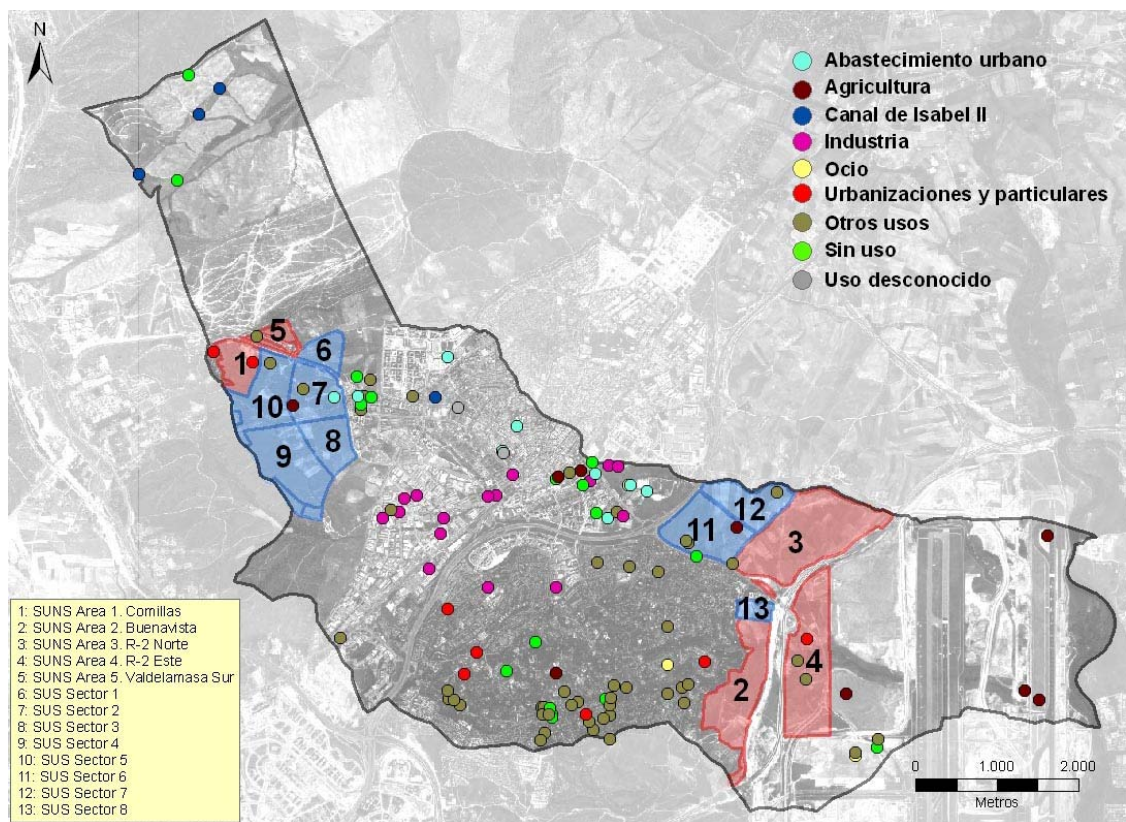 N
Abastecimiento urbano
Agricultura
Canal de Isabel II
Industria
Ocio
Urbanizaciones y particulares
Otros usos
Sin uso
Uso desconocido
5
6
1
7
10
8
9
12
11
3
13
4
2
1: SUNS Area 1. Comillas
2: SUNS Area 2. Buenavista
3: SUNS Area 3. R-2 Norte
4: SUNS Area 4. R-2 Este
5: SUNS Area 5. Valdelamasa Sur
6: SUS Sector 1
7: SUS Sector 2
8: SUS Sector 3
9: SUS Sector 4
10: SUS Sector 5
11: SUS Sector 6
12: SUS Sector 7
13: SUS Sector 8
0 1.000 2.000
Metros